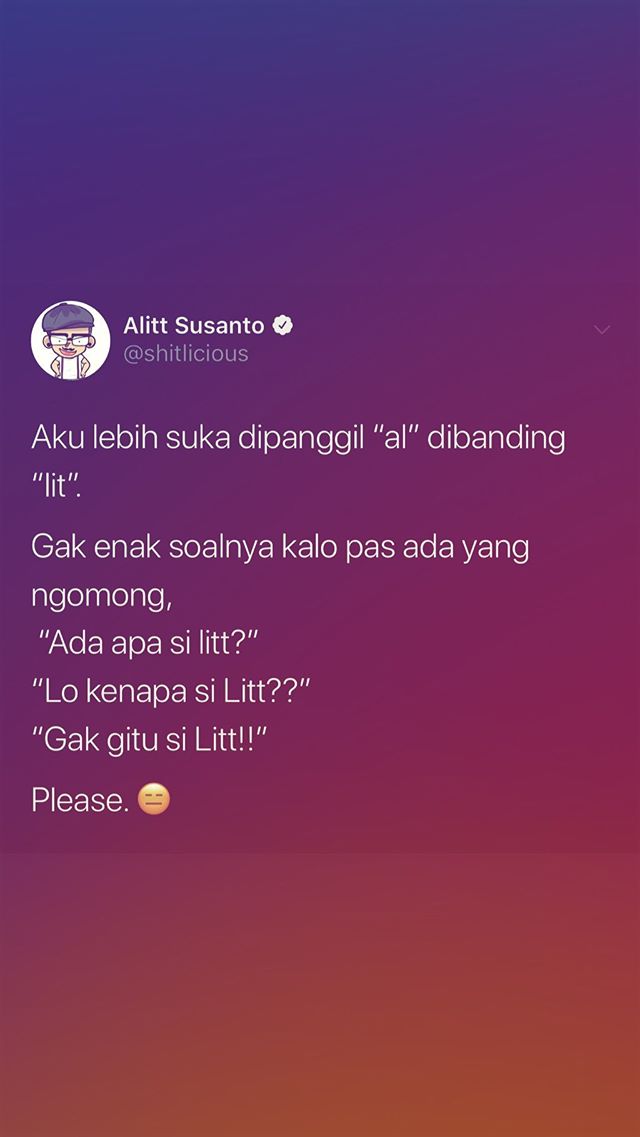 Alitt Susanto
@shitlicious
Aku lebih suka dipanggil “al” dibanding
“lit”.
Gak enak soalnya kalo pas ada yang
ngomong,
“Ada apa si litt?”
“Lo kenapa si Litt??”
“Gak gitu si Litt!!”
Please. 😑